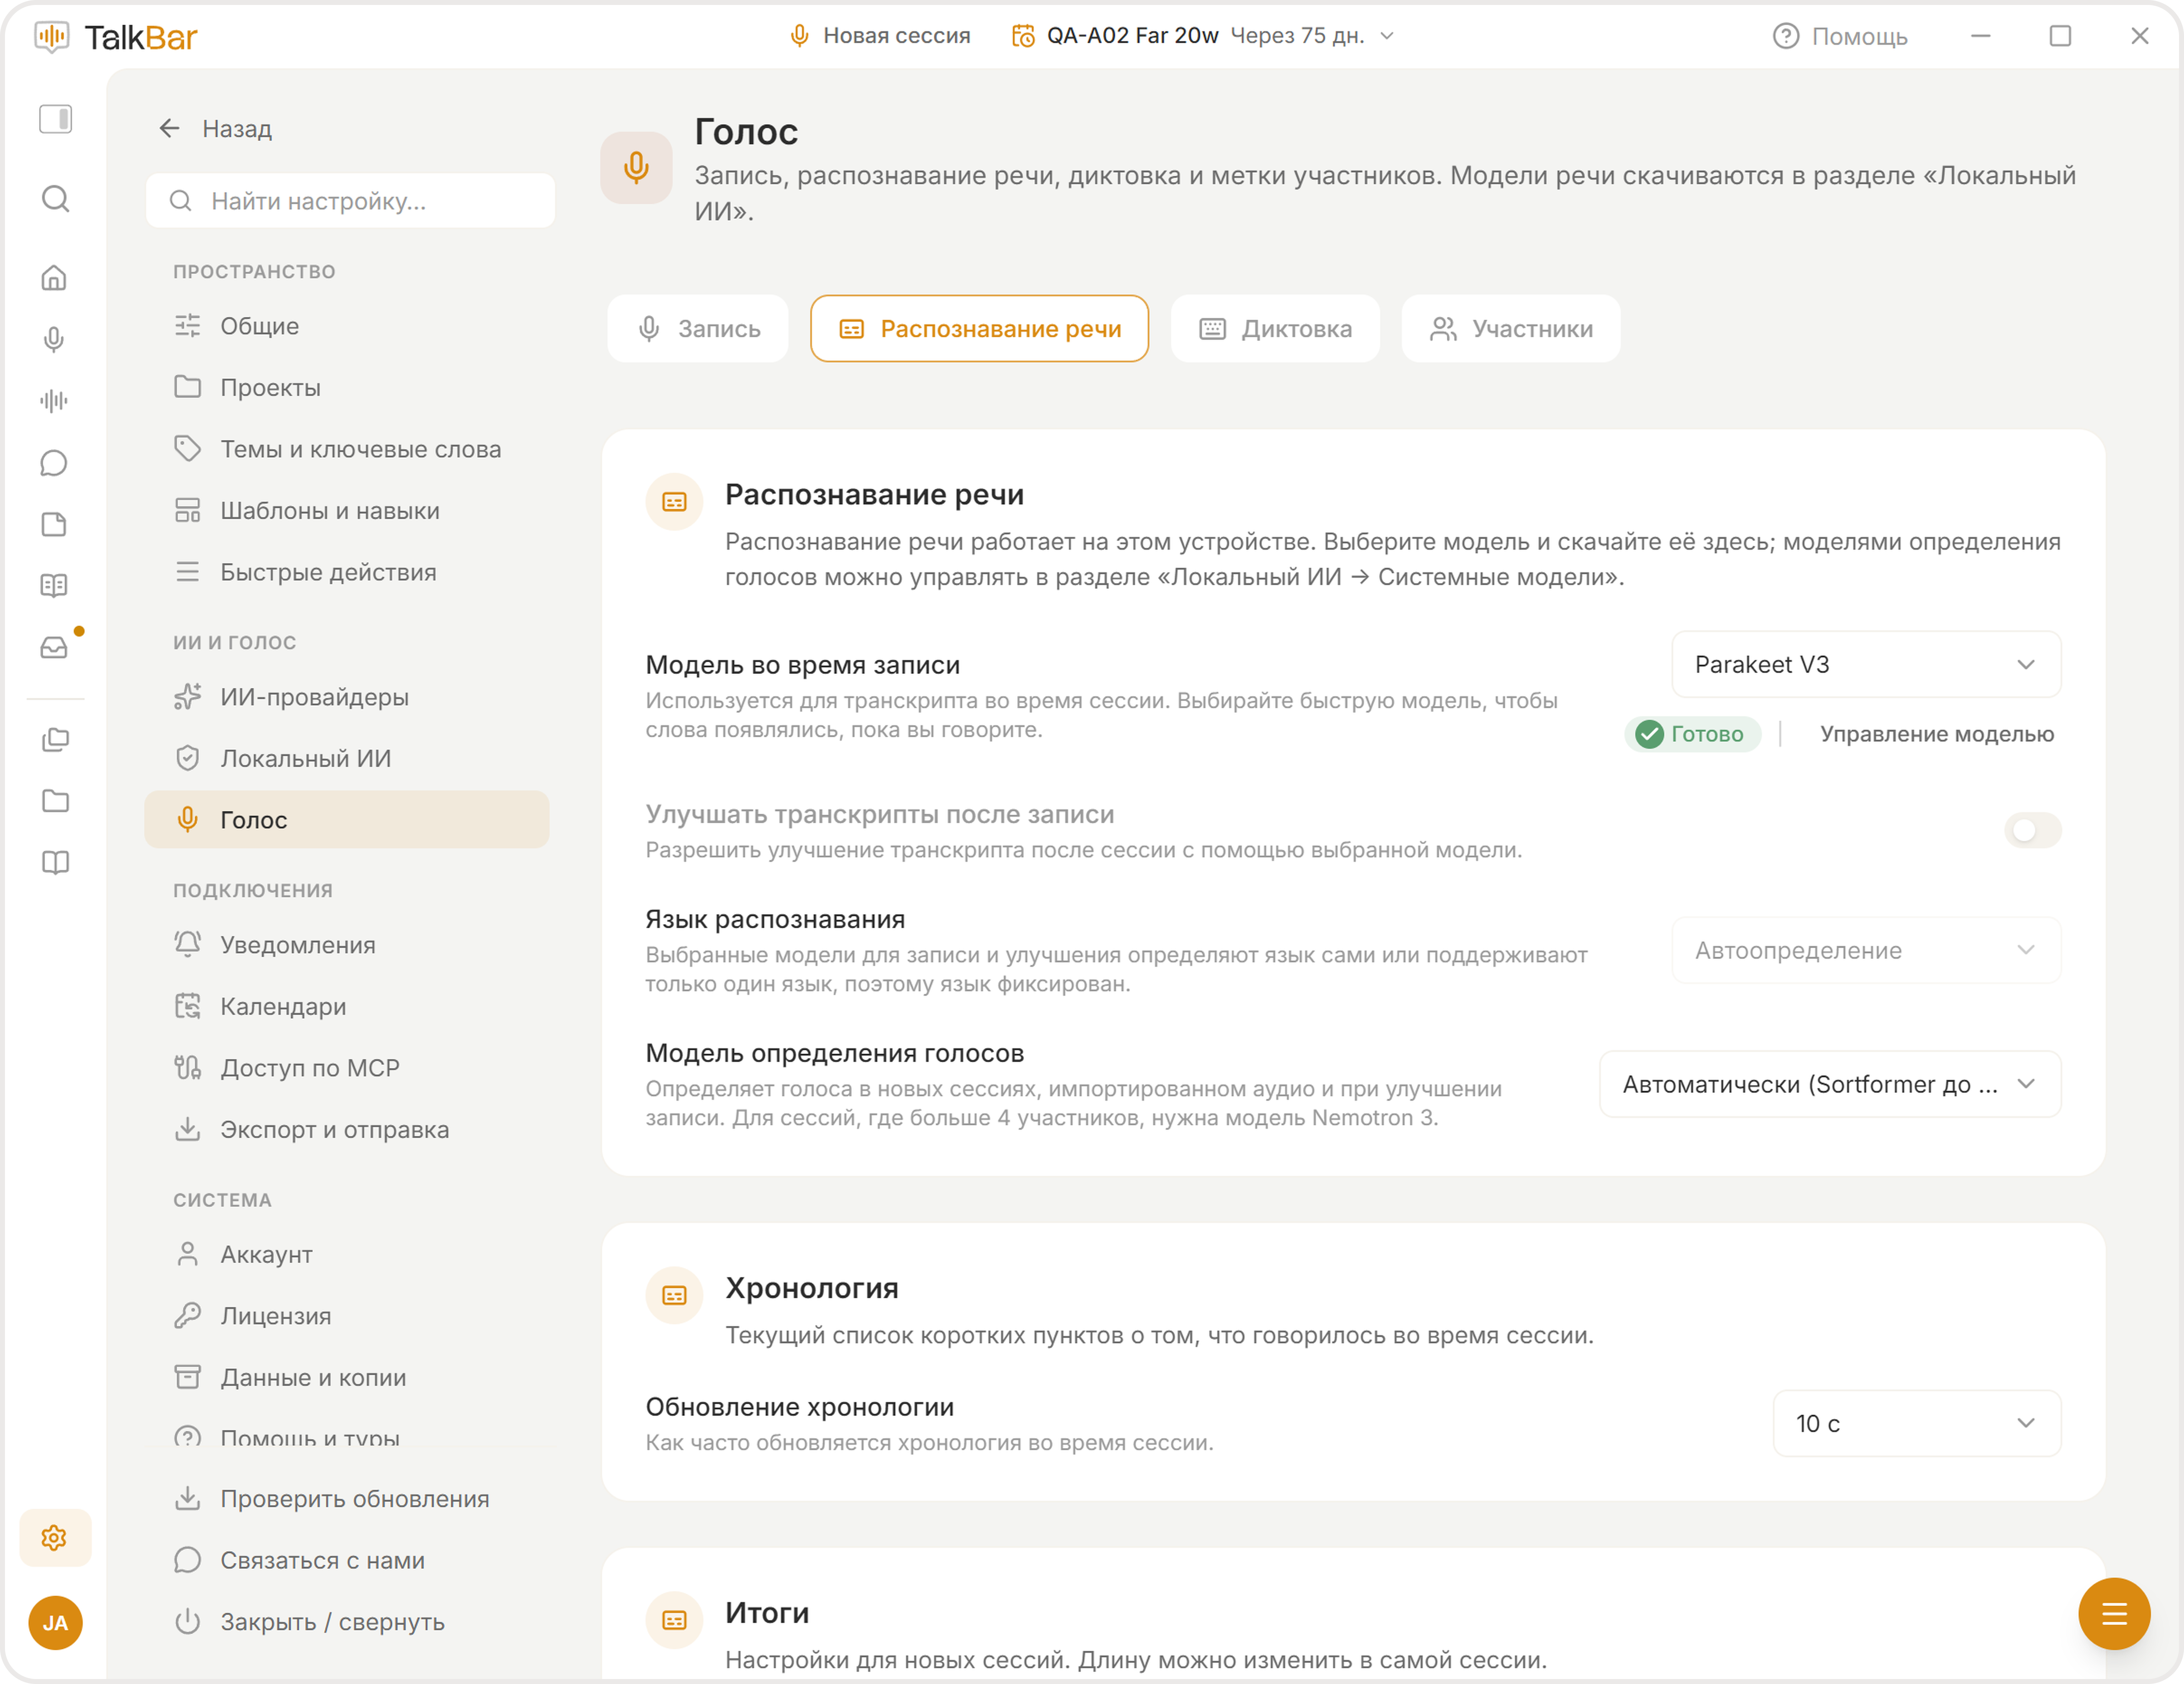 TalkBar
Новая сессия
QA-A02 Far 20w Через 75 дн.
Помощь
Назад
Найти настройку...
ПРОСТРАНСТВО
Общие
Проекты
Темы и ключевые слова
Шаблоны и навыки
Быстрые действия
ИИ И ГОЛОС
ИИ-провайдеры
Локальный ИИ
Голос
ПОДКЛЮЧЕНИЯ
Уведомления
Календари
Доступ по MCP
Экспорт и отправка
СИСТЕМА
Аккаунт
Лицензия
Данные и копии
Помощь и туры
Проверить обновления
Связаться с нами
Закрыть / свернуть
JA
Голос
Запись, распознавание речи, диктовка и метки участников. Модели речи скачиваются в разделе «Локальный
ИИ».
Запись
Распознавание речи
Диктовка
Участники
Распознавание речи
Распознавание речи работает на этом устройстве. Выберите модель и скачайте её здесь; моделями определения
голосов можно управлять в разделе «Локальный ИИ → Системные модели».
Модель во время записи
Используется для транскрипта во время сессии. Выбирайте быструю модель, чтобы
слова появлялись, пока вы говорите.
Parakeet V3
Готово
Управление моделью
Улучшать транскрипты после записи
Разрешить улучшение транскрипта после сессии с помощью выбранной модели.
Язык распознавания
Выбранные модели для записи и улучшения определяют язык сами или поддерживают
только один язык, поэтому язык фиксирован.
Автоопределение
Модель определения голосов
Определяет голоса в новых сессиях, импортированном аудио и при улучшении
записи. Для сессий, где больше 4 участников, нужна модель Nemotron 3.
Автоматически (Sortformer до ...
Хронология
Текущий список коротких пунктов о том, что говорилось во время сессии.
Обновление хронологии
Как часто обновляется хронология во время сессии.
10 с
Итоги
Настройки для новых сессий. Длину можно изменить в самой сессии.